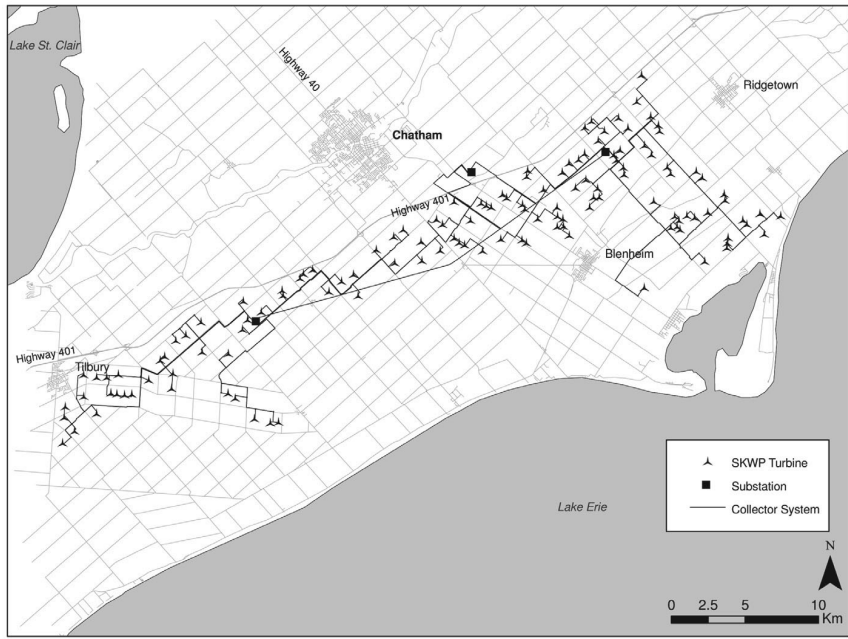 Lake St. Clair
Highway 40
Ridgetown
Chatham
Highway 401
Blenheim
Highway 401
Tilbury
SKWP Turbine
Substation
Collector System
Lake Erie
N
0 2.5 5 10
Km